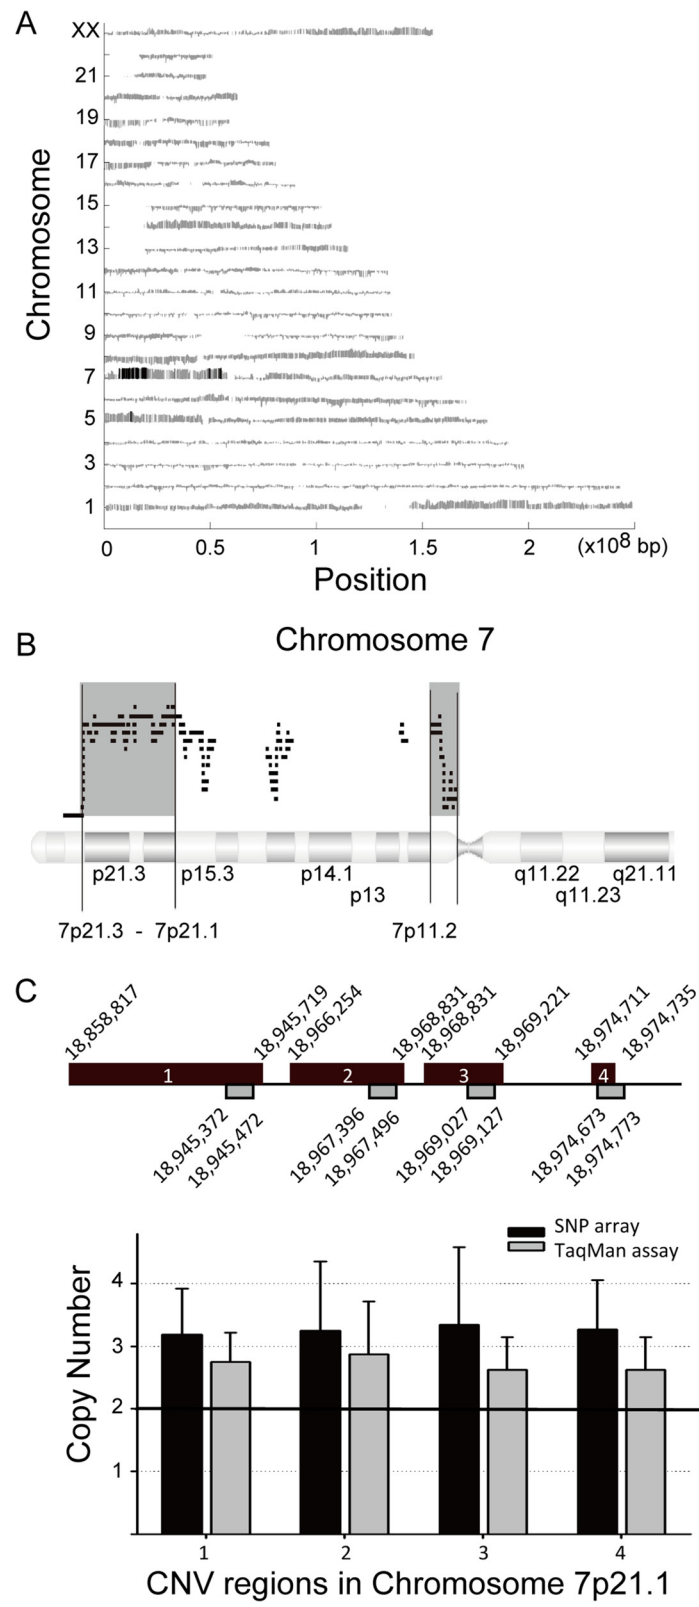 A
XX
21
19
17
15
13
11
9
7
5
3
1
Chromosome
0 0.5 1 1.5 2 (x10⁸ bp)
Position
B
Chromosome 7
p21.3 p15.3 p14.1 q11.22 q21.11
p13 q11.23
7p21.3 - 7p21.1 7p11.2
C
18,858,817 18,945,719 18,966,254 18,968,831 18,968,831 18,969,221 18,974,711 18,974,735
1 2 3 4
18,945,372 18,945,472 18,967,396 18,967,496 18,969,027 18,969,127 18,974,673 18,974,773
SNP array
TaqMan assay
Copy Number
4
3
2
1
1 2 3 4
CNV regions in Chromosome 7p21.1